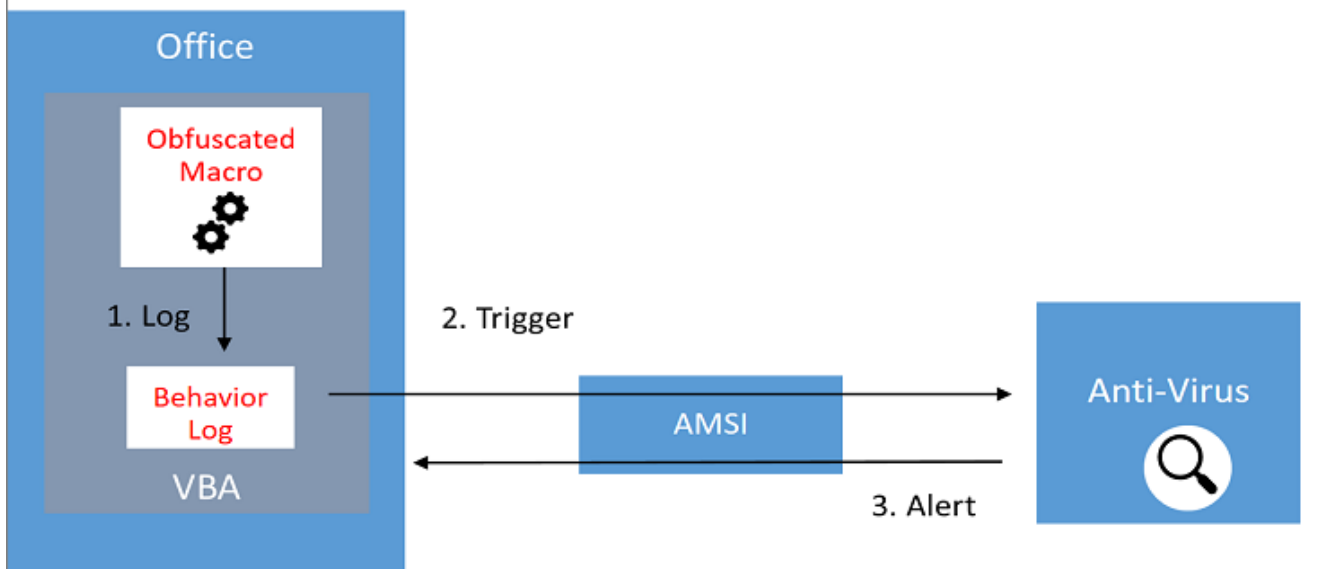 Office
Obfuscated
Macro
1. Log
2. Trigger
Behavior
Log
VBA
AMSI
Anti-Virus
3. Alert